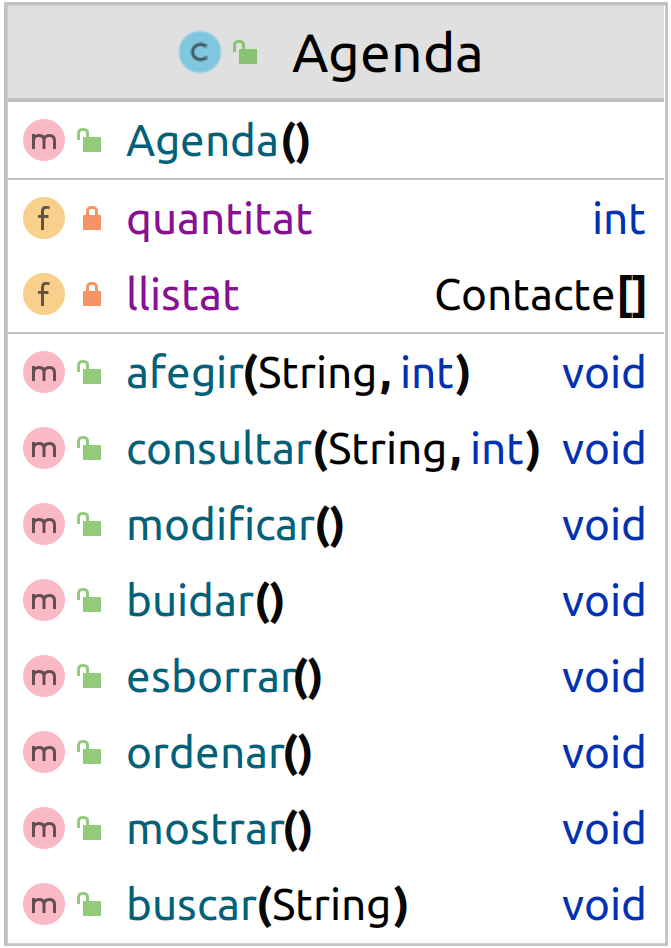 C Agenda
m Agenda()
f quantitat int
f llistat Contacte[]
m afegir(String, int) void
m consultar(String, int) void
m modificar() void
m buidar() void
m esborrar() void
m ordenar() void
m mostrar() void
m buscar(String) void